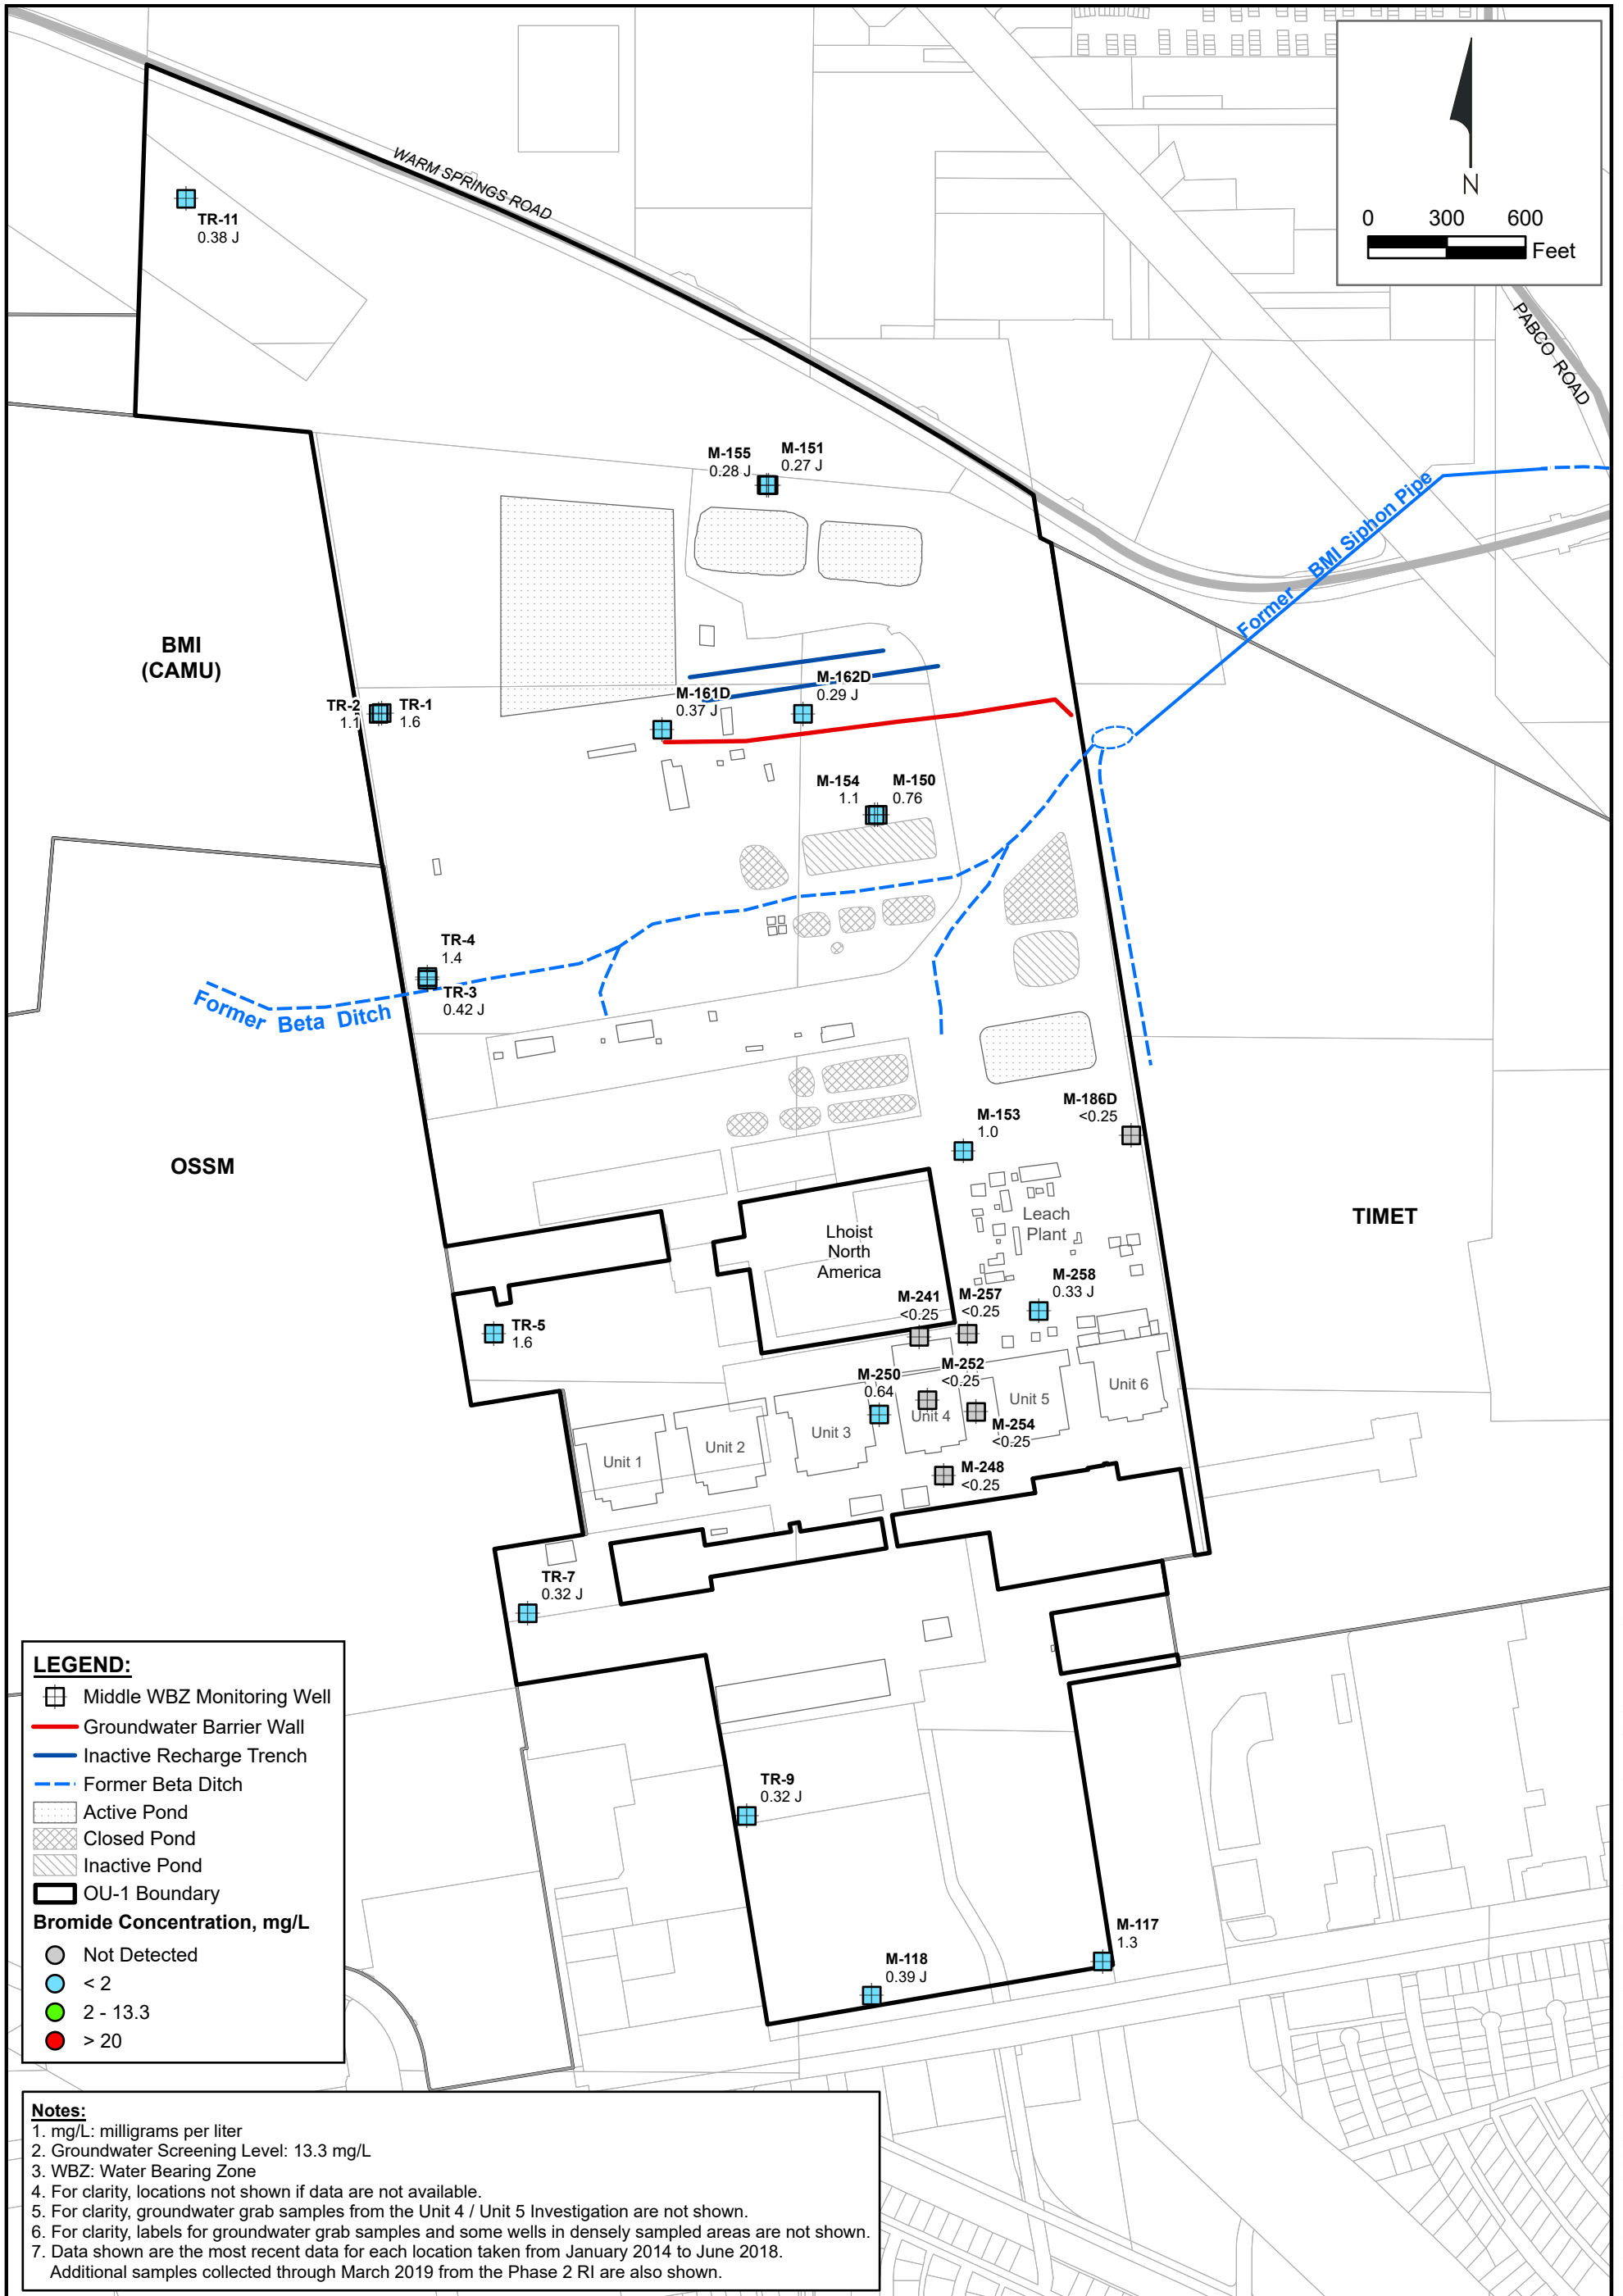 WARM SPRINGS ROAD
N
0 300 600
Feet
PABCO ROAD
TR-11
0.38 J
M-155
0.28 J
M-151
0.27 J
Former BMI Siphon Pipe
BMI
(CAMU)
TR-2
1.1
TR-1
1.6
M-161D
0.37 J
M-162D
0.29 J
M-154
1.1
M-150
0.76
TR-4
1.4
TR-3
0.42 J
Former Beta Ditch
OSSM
M-153
1.0
M-186D
<0.25
TIMET
Leach
Plant
Lhoist
North
America
M-241
<0.25
M-257
<0.25
M-258
0.33 J
TR-5
1.6
M-250
0.64
M-252
<0.25
M-254
<0.25
Unit 1
Unit 2
Unit 3
Unit 4
Unit 5
Unit 6
M-248
<0.25
TR-7
0.32 J
TR-9
0.32 J
M-118
0.39 J
M-117
1.3
LEGEND:
Middle WBZ Monitoring Well
Groundwater Barrier Wall
Inactive Recharge Trench
Former Beta Ditch
Active Pond
Closed Pond
Inactive Pond
OU-1 Boundary
Bromide Concentration, mg/L
Not Detected
< 2
2 - 13.3
> 20
Notes:
1. mg/L: milligrams per liter
2. Groundwater Screening Level: 13.3 mg/L
3. WBZ: Water Bearing Zone
4. For clarity, locations not shown if data are not available.
5. For clarity, groundwater grab samples from the Unit 4 / Unit 5 Investigation are not shown.
6. For clarity, labels for groundwater grab samples and some wells in densely sampled areas are not shown.
7. Data shown are the most recent data for each location taken from January 2014 to June 2018.
Additional samples collected through March 2019 from the Phase 2 RI are also shown.